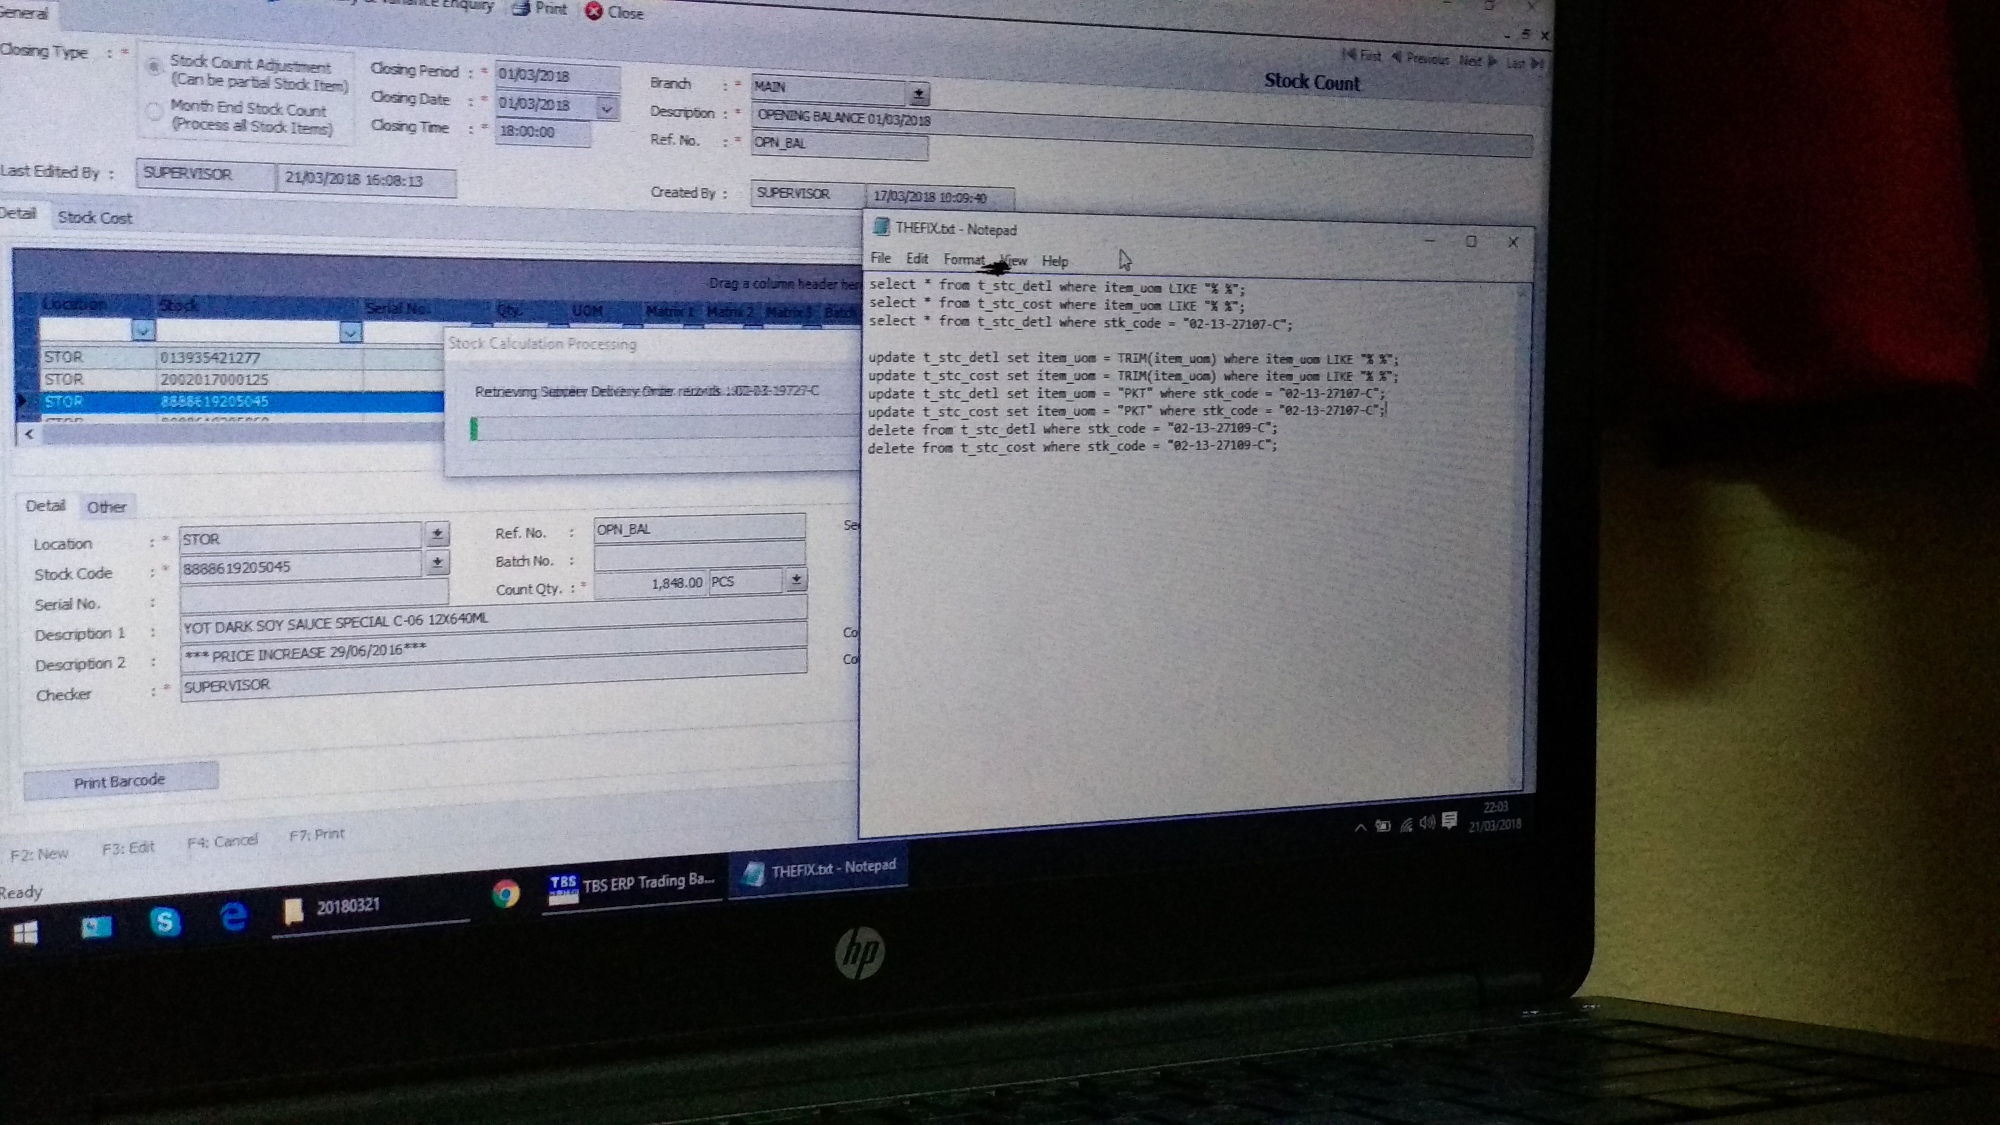 General
Enquiry Print Close
First Previous Next Last
Stock Count
Closing Type : *
Stock Count Adjustment
(Can be partial Stock Item)
Month End Stock Count
(Process all Stock Items)
Closing Period : * 01/03/2018
Closing Date : * 01/03/2018
Closing Time : * 18:00:00
Branch : * MAIN
Description : * OPENING BALANCE 01/03/2018
Ref. No. : * OPN_BAL
Last Edited By : SUPERVISOR 21/03/2018 16:08:13
Created By : SUPERVISOR 17/03/2018 10:09:40
Detail Stock Cost
Drag a column header her
Location Stock Serial No. Qty. UOM Matrix 1 Matrix 2 Matrix 3 Batch
STOR 013935421277
STOR 2002017000125
STOR 8888619205045
Stock Calculation Processing
Retrieving Supplier Delivery Order records
Detail Other
Location : * STOR
Stock Code : * 8888619205045
Serial No. :
Description 1 : YOT DARK SOY SAUCE SPECIAL C-06 12X640ML
Description 2 : *** PRICE INCREASE 29/06/2016***
Checker : * SUPERVISOR
Ref. No. : OPN_BAL
Batch No. :
Count Qty. : * 1,848.00 PCS
Se
Co
Co
Print Barcode
F2: New F3: Edit F4: Cancel F7: Print
Ready
THEFIX.txt - Notepad
File Edit Format View Help
select * from t_stc_detl where item_uom LIKE "% %";
select * from t_stc_cost where item_uom LIKE "% %";
select * from t_stc_detl where stk_code = "02-13-27107-C";
update t_stc_detl set item_uom = TRIM(item_uom) where item_uom LIKE "% %";
update t_stc_cost set item_uom = TRIM(item_uom) where item_uom LIKE "% %";
update t_stc_detl set item_uom = "PKT" where stk_code = "02-13-27107-C";
update t_stc_cost set item_uom = "PKT" where stk_code = "02-13-27107-C";
delete from t_stc_detl where stk_code = "02-13-27109-C";
delete from t_stc_cost where stk_code = "02-13-27109-C";
20180321
TBS
TBS ERP Trading Ba...
THEFIX.txt - Notepad
22:03
21/03/2018
hp